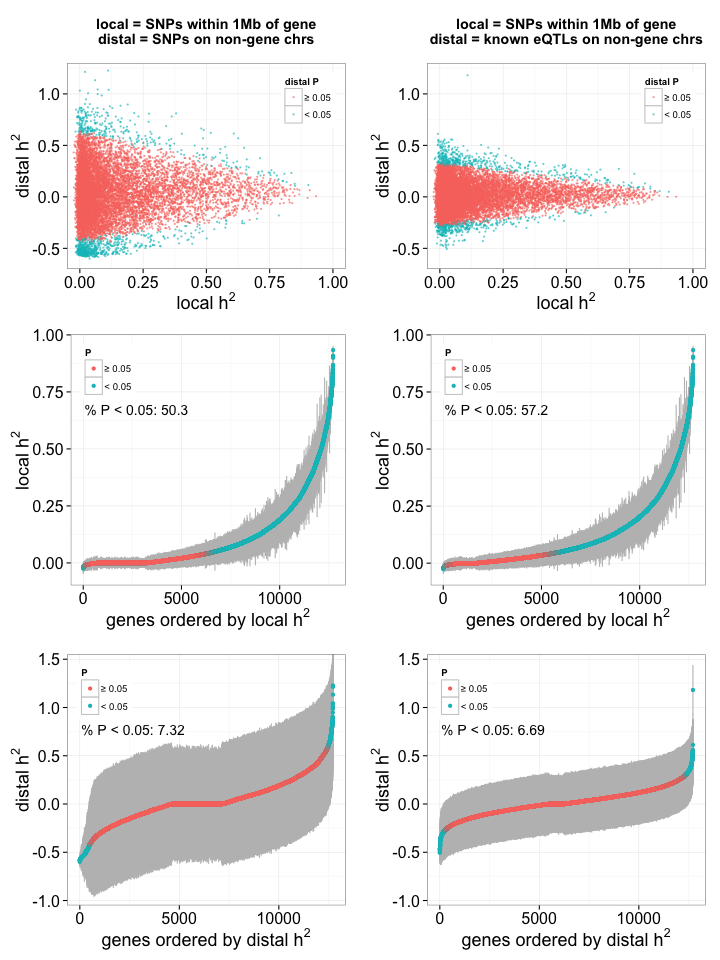 local = SNPs within 1Mb of gene
distal = SNPs on non-gene chrs
local = SNPs within 1Mb of gene
distal = known eQTLs on non-gene chrs
distal h²
1.0
0.5
0.0
-0.5
distal P
≥ 0.05
< 0.05
0.00 0.25 0.50 0.75 1.00
local h²
distal h²
1.0
0.5
0.0
-0.5
distal P
≥ 0.05
< 0.05
0.00 0.25 0.50 0.75 1.00
local h²
local h²
1.00
0.75
0.50
0.25
0.00
P
≥ 0.05
< 0.05
% P < 0.05: 50.3
0 5000 10000
genes ordered by local h²
local h²
1.00
0.75
0.50
0.25
0.00
P
≥ 0.05
< 0.05
% P < 0.05: 57.2
0 5000 10000
genes ordered by local h²
distal h²
1.5
1.0
0.5
0.0
-0.5
-1.0
P
≥ 0.05
< 0.05
% P < 0.05: 7.32
0 5000 10000
genes ordered by distal h²
distal h²
1.5
1.0
0.5
0.0
-0.5
-1.0
P
≥ 0.05
< 0.05
% P < 0.05: 6.69
0 5000 10000
genes ordered by distal h²